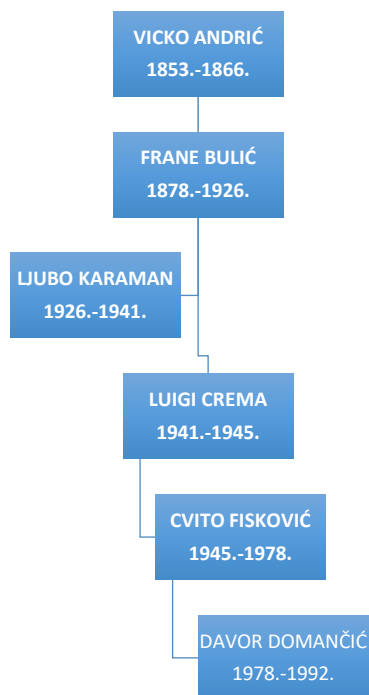 VICKO ANDRIĆ
1853.-1866.
FRANE BULIĆ
1878.-1926.
LJUBO KARAMAN
1926.-1941.
LUIGI CREMA
1941.-1945.
CVITO FISKOVIĆ
1945.-1978.
DAVOR DOMANČIĆ
1978.-1992.